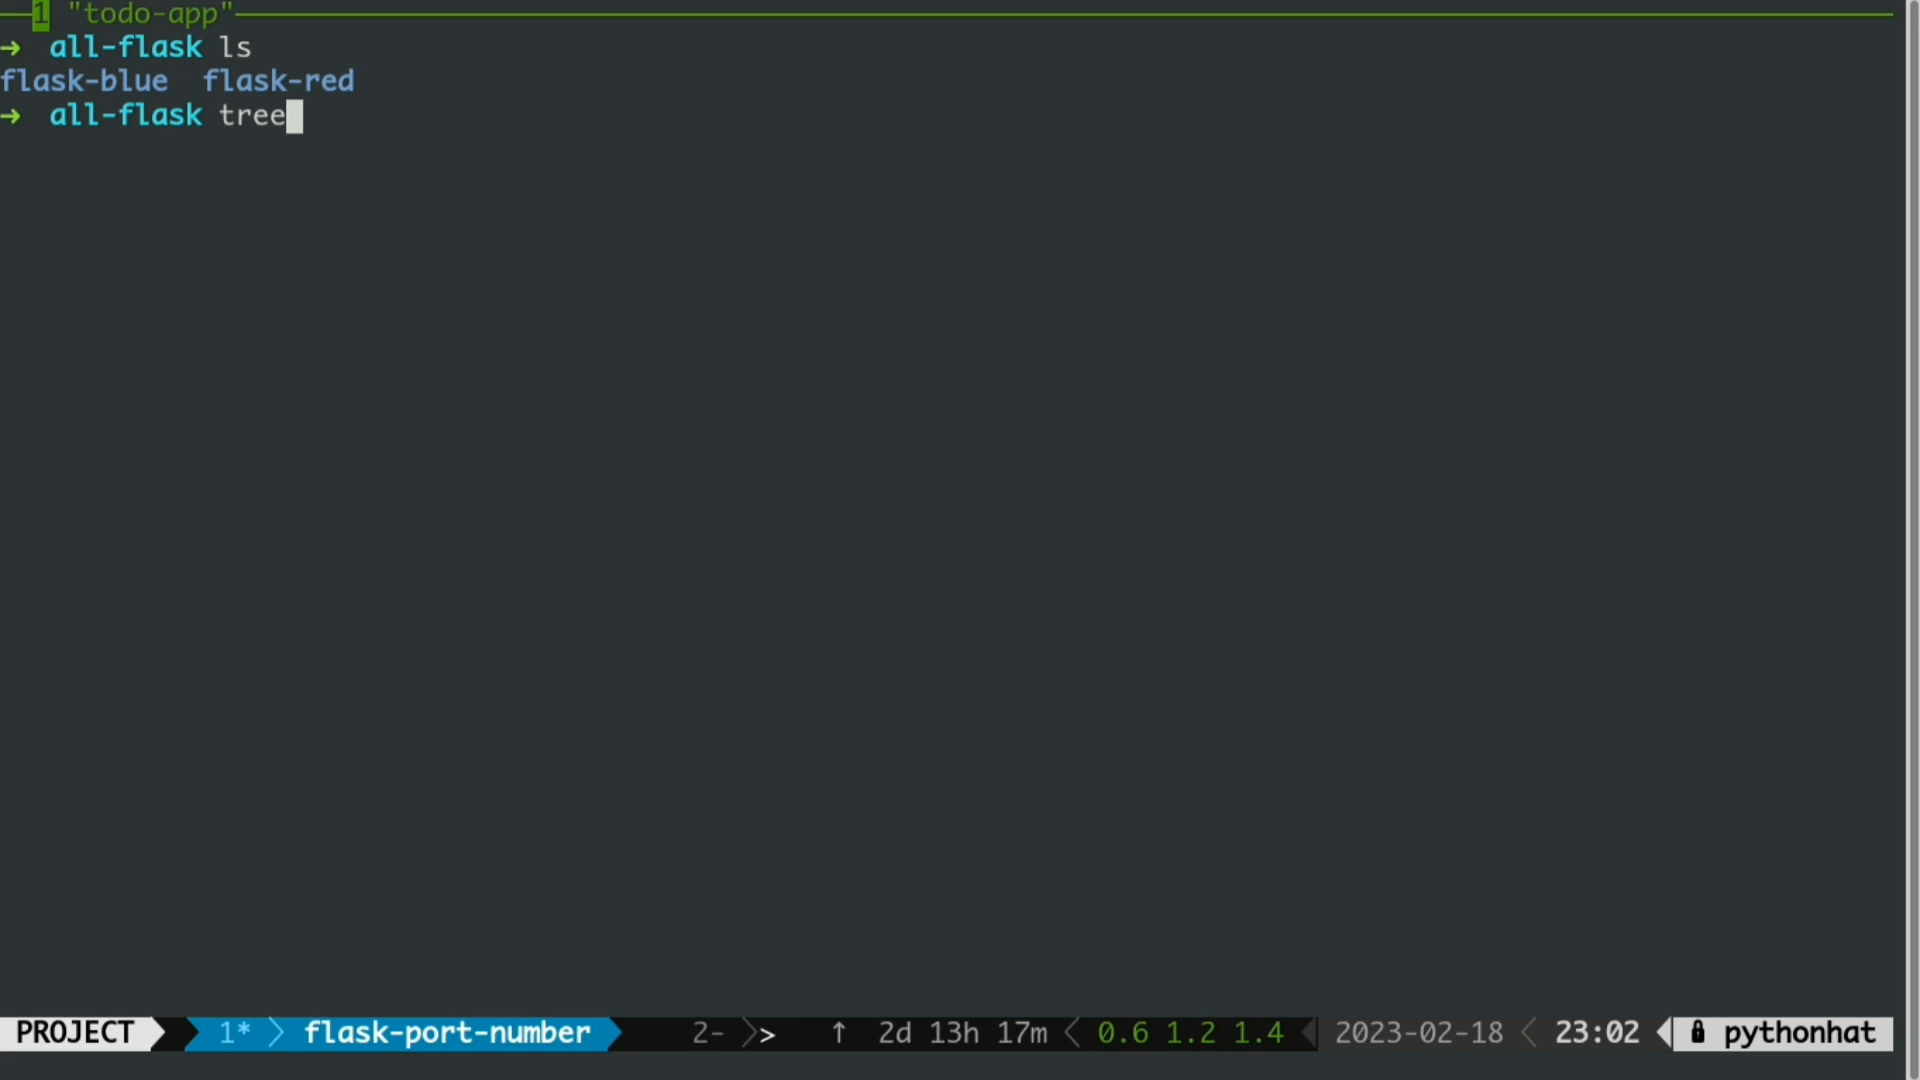 1 "todo-app"
➜ all-flask ls
flask-blue flask-red
➜ all-flask tree
PROJECT 1* flask-port-number 2- > ↑ 2d 13h 17m 0.6 1.2 1.4 2023-02-18 23:02 pythonhat